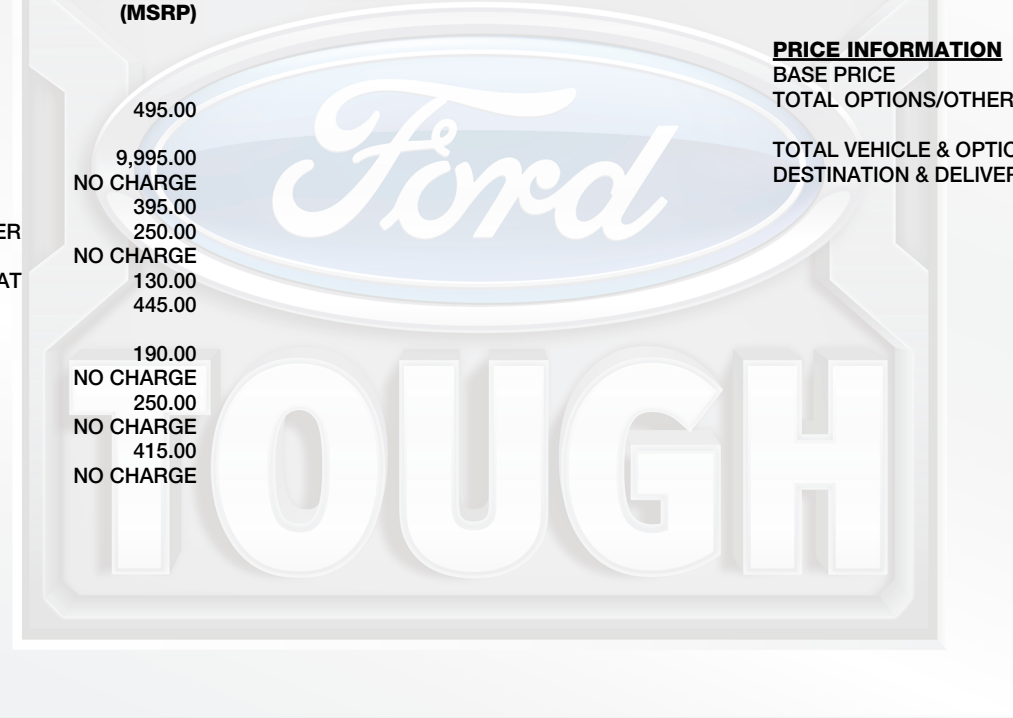 (MSRP)
495.00
9,995.00
NO CHARGE
395.00
ER 250.00
NO CHARGE
AT 130.00
445.00
190.00
NO CHARGE
250.00
NO CHARGE
415.00
NO CHARGE
PRICE INFORMATION
BASE PRICE
TOTAL OPTIONS/OTHER
TOTAL VEHICLE & OPTIO
DESTINATION & DELIVER
Ford
TOUGH